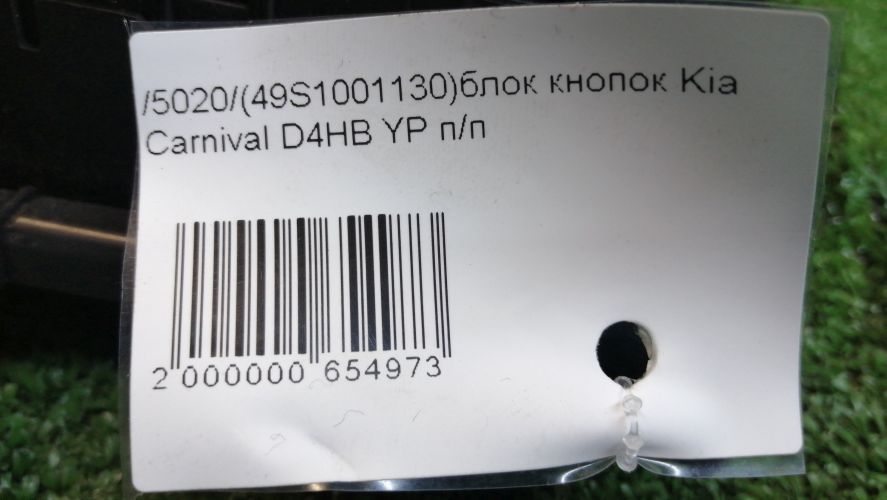 /5020/(49S1001130)блок кнопок Kia
Carnival D4HB YP п/п
2 000000 654973